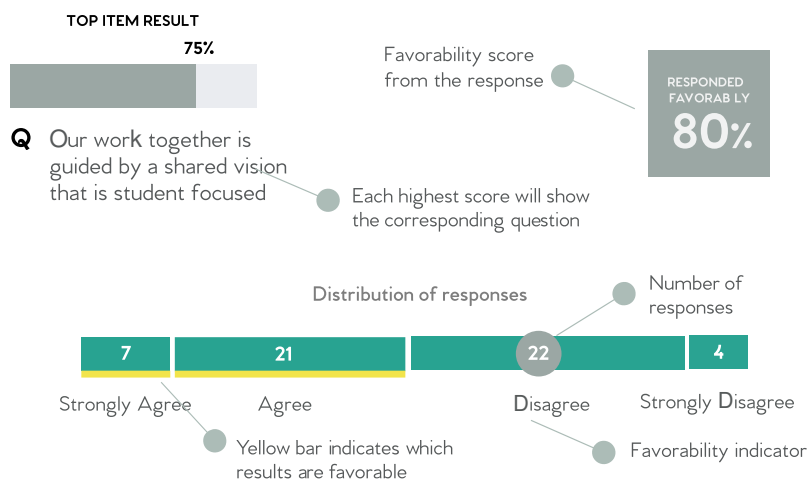 TOP ITEM RESULT
75%
Q Our work together is
guided by a shared vision
that is student focused
Favorability score
from the response
RESPONDED
FAVORAB LY
80%
Each highest score will show
the corresponding question
Distribution of responses
Number of
responses
7
21
22
4
Strongly Agree
Agree
Disagree
Strongly Disagree
Yellow bar indicates which
results are favorable
Favorability indicator